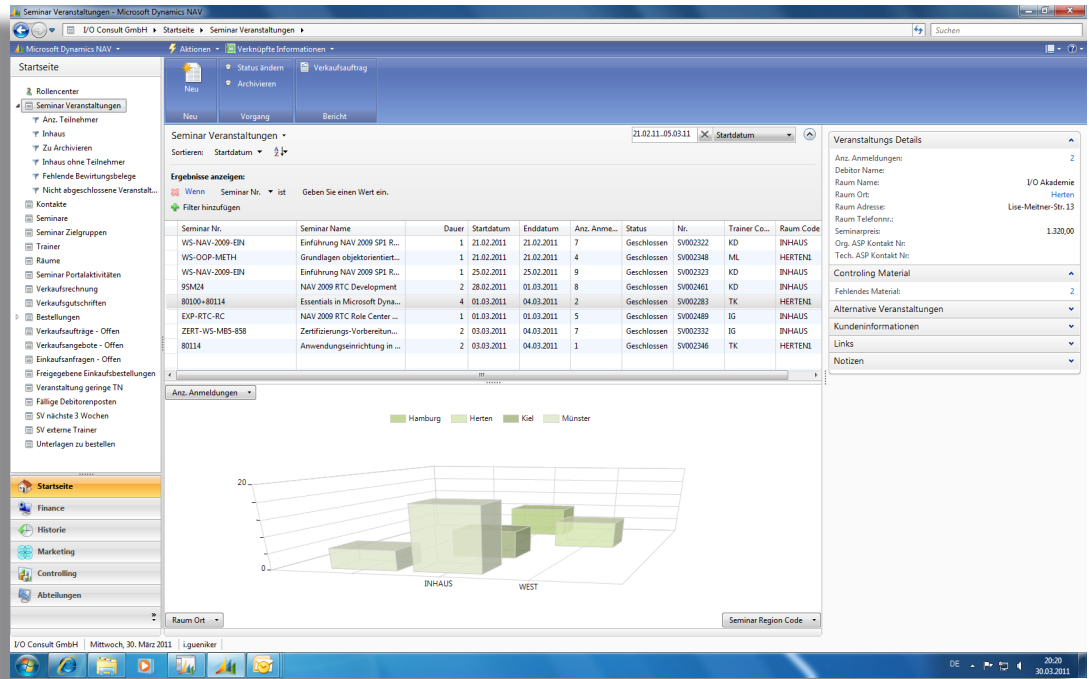 Seminar Veranstaltungen - Microsoft Dynamics NAV
I/O Consult GmbH Startseite Seminar Veranstaltungen
Suchen
Microsoft Dynamics NAV Aktionen Verknüpfte Informationen
Startseite
Rollencenter
Seminar Veranstaltungen
Anz. Teilnehmer
Inhaus
Zu Archivieren
Inhaus ohne Teilnehmer
Fehlende Bewirtungsbelege
Nicht abgeschlossene Veranstalt...
Kontakte
Seminare
Seminar Zielgruppen
Trainer
Räume
Seminar Portalaktivitäten
Verkaufsrechnung
Verkaufsgutschriften
Bestellungen
Verkaufsaufträge - Offen
Verkaufsangebote - Offen
Einkaufsanfragen - Offen
Freigegebene Einkaufsbestellungen
Veranstaltung geringe TN
Fällige Debitorenposten
SV nächste 3 Wochen
SV externe Trainer
Unterlagen zu bestellen
Startseite
Finance
Historie
Marketing
Controlling
Abteilungen
Neu
Status ändern
Archivieren
Verkaufsauftrag
Neu Vorgang Bericht
Seminar Veranstaltungen
21.02.11..05.03.11 Startdatum
Sortieren: Startdatum
Ergebnisse anzeigen:
Wenn Seminar Nr. ist Geben Sie einen Wert ein.
Filter hinzufügen
Seminar Nr. Seminar Name Dauer Startdatum Enddatum Anz. Anme... Status Nr. Trainer Co... Raum Code
WS-NAV-2009-EIN Einführung NAV 2009 SP1 R... 1 21.02.2011 21.02.2011 7 Geschlossen SV002322 KD INHAUS
WS-OOP-METH Grundlagen objektorientiert... 1 21.02.2011 21.02.2011 4 Geschlossen SV002348 ML HERTEN1
WS-NAV-2009-EIN Einführung NAV 2009 SP1 R... 1 25.02.2011 25.02.2011 9 Geschlossen SV002323 KD INHAUS
9SM24 NAV 2009 RTC Development 2 28.02.2011 01.03.2011 8 Geschlossen SV002461 KD INHAUS
80100+80114 Essentials in Microsoft Dyna... 4 01.03.2011 04.03.2011 2 Geschlossen SV002283 TK HERTEN1
EXP-RTC-RC NAV 2009 RTC Role Center ... 1 01.03.2011 01.03.2011 5 Geschlossen SV002489 IG INHAUS
ZERT-WS-MB5-858 Zertifizierungs-Vorbereitun... 2 03.03.2011 04.03.2011 7 Geschlossen SV002332 IG INHAUS
80114 Anwendungseinrichtung in ... 2 03.03.2011 04.03.2011 1 Geschlossen SV002346 TK HERTEN1
Anz. Anmeldungen
Hamburg Herten Kiel Münster
20
0
INHAUS
WEST
Raum Ort
Seminar Region Code
Veranstaltungs Details
Anz. Anmeldungen: 2
Debitor Name:
Raum Name: I/O Akademie
Raum Ort: Herten
Raum Adresse: Lise-Meitner-Str. 13
Raum Telefonnr.:
Seminarpreis: 1.320,00
Org. ASP Kontakt Nr:
Tech. ASP Kontakt Nr:
Controling Material
Fehlendes Material: 2
Alternative Veranstaltungen
Kundeninformationen
Links
Notizen
I/O Consult GmbH Mittwoch, 30. März 2011 i.gueniker
DE 20:20
30.03.2011